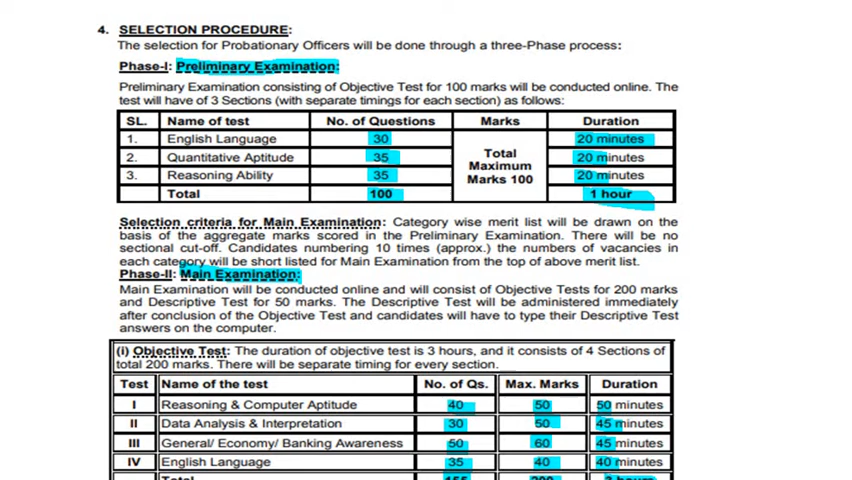 4. SELECTION PROCEDURE:
The selection for Probationary Officers will be done through a three-Phase process:
Phase-I: Preliminary Examination:
Preliminary Examination consisting of Objective Test for 100 marks will be conducted online. The
test will have of 3 Sections (with separate timings for each section) as follows:
SL. Name of test No. of Questions Marks Duration
1. English Language 30 Total Maximum Marks 100 20 minutes
2. Quantitative Aptitude 35 20 minutes
3. Reasoning Ability 35 20 minutes
Total 100 1 hour
Selection criteria for Main Examination: Category wise merit list will be drawn on the
basis of the aggregate marks scored in the Preliminary Examination. There will be no
sectional cut-off. Candidates numbering 10 times (approx.) the numbers of vacancies in
each category will be short listed for Main Examination from the top of above merit list.
Phase-II: Main Examination:
Main Examination will be conducted online and will consist of Objective Tests for 200 marks
and Descriptive Test for 50 marks. The Descriptive Test will be administered immediately
after conclusion of the Objective Test and candidates will have to type their Descriptive Test
answers on the computer.
(i) Objective Test: The duration of objective test is 3 hours, and it consists of 4 Sections of
total 200 marks. There will be separate timing for every section.
Test Name of the test No. of Qs. Max. Marks Duration
I Reasoning & Computer Aptitude 40 50 50 minutes
II Data Analysis & Interpretation 30 50 45 minutes
III General/ Economy/ Banking Awareness 50 60 45 minutes
IV English Language 35 40 40 minutes
Total 155 200 3 hours